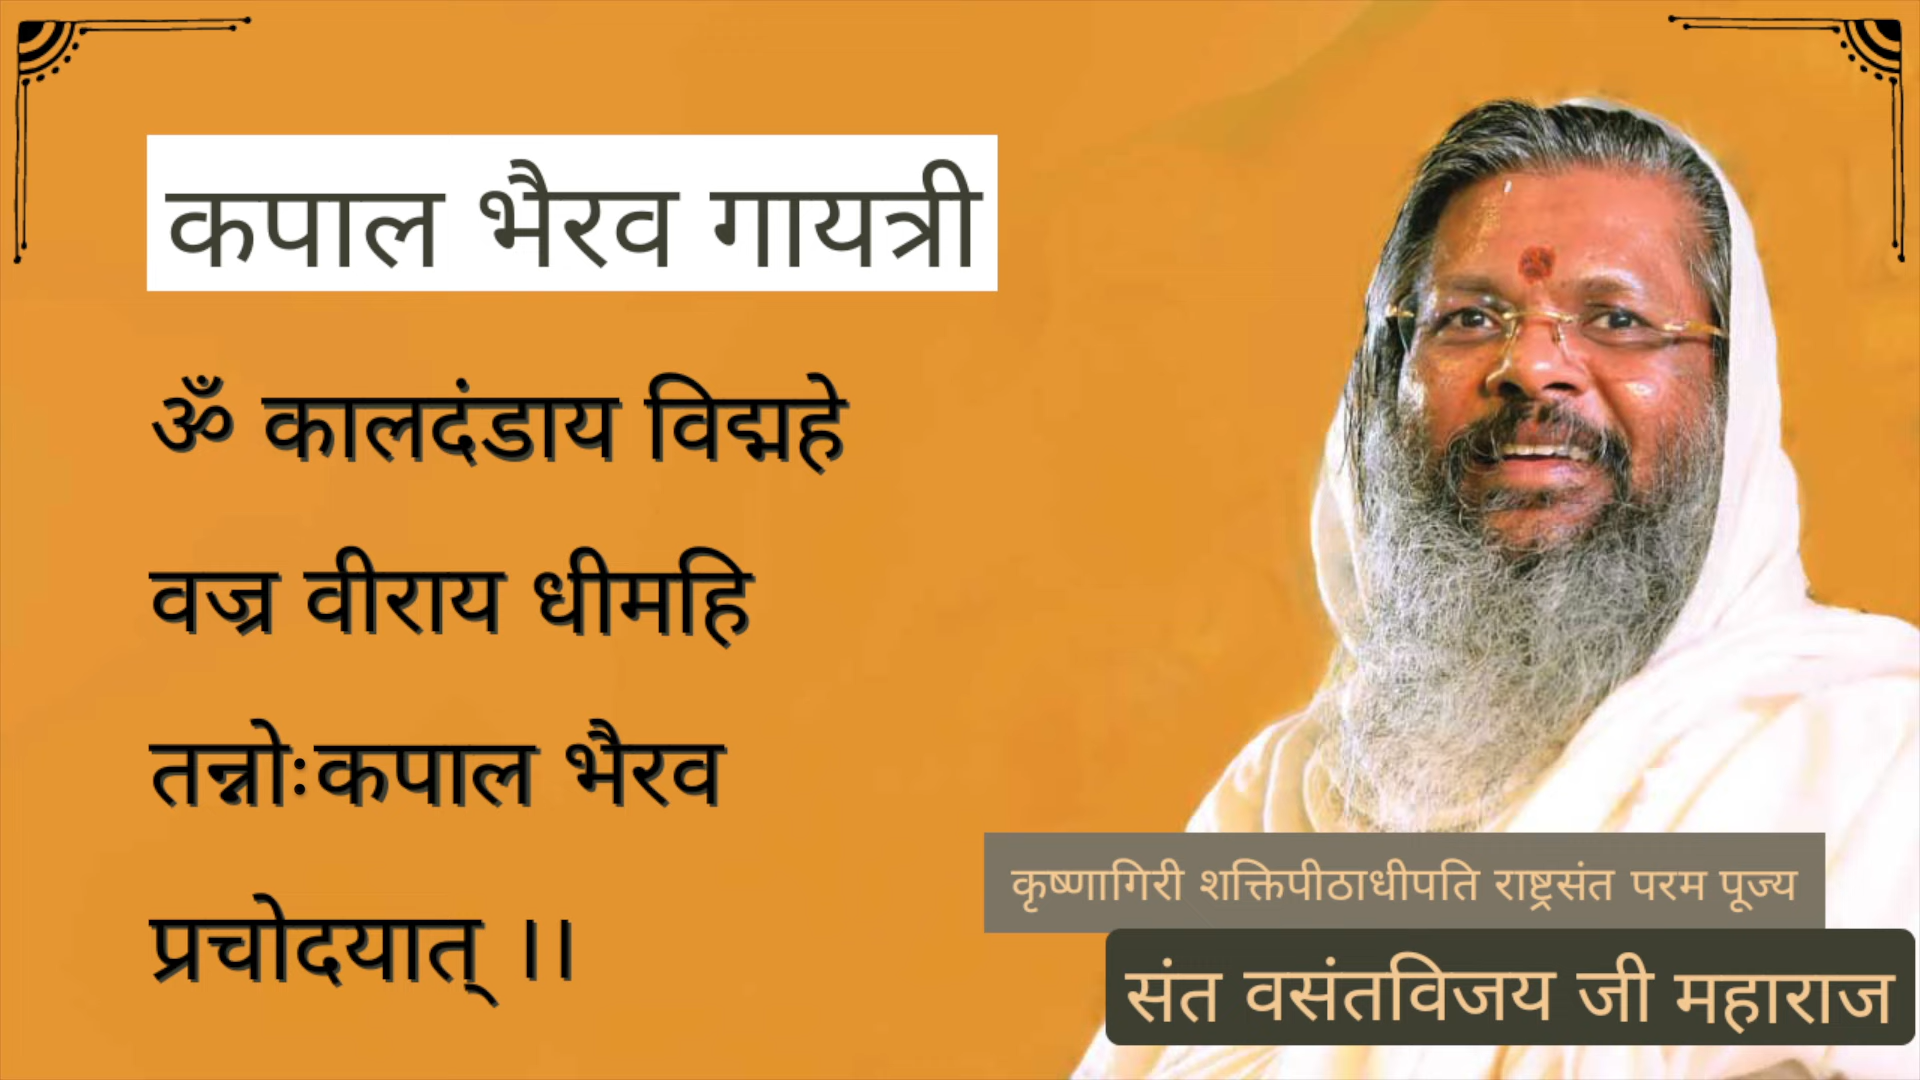 कपाल भैरव गायत्री
ॐ कालदंडाय विद्महे
वज्र वीराय धीमहि
तन्नोःकपाल भैरव
प्रचोदयात् ।।
कृष्णागिरी शक्तिपीठाधीपति राष्ट्रसंत परम पूज्य
संत वसंतविजय जी महाराज